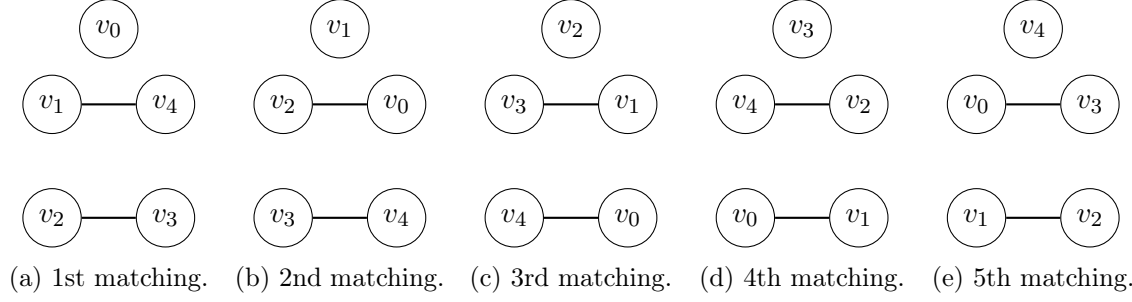 v₀ v₁ v₂ v₃ v₄
v₁ v₄ v₂ v₀ v₃ v₁ v₄ v₂ v₀ v₃
v₂ v₃ v₃ v₄ v₄ v₀ v₀ v₁ v₁ v₂
(a) 1st matching. (b) 2nd matching. (c) 3rd matching. (d) 4th matching. (e) 5th matching.